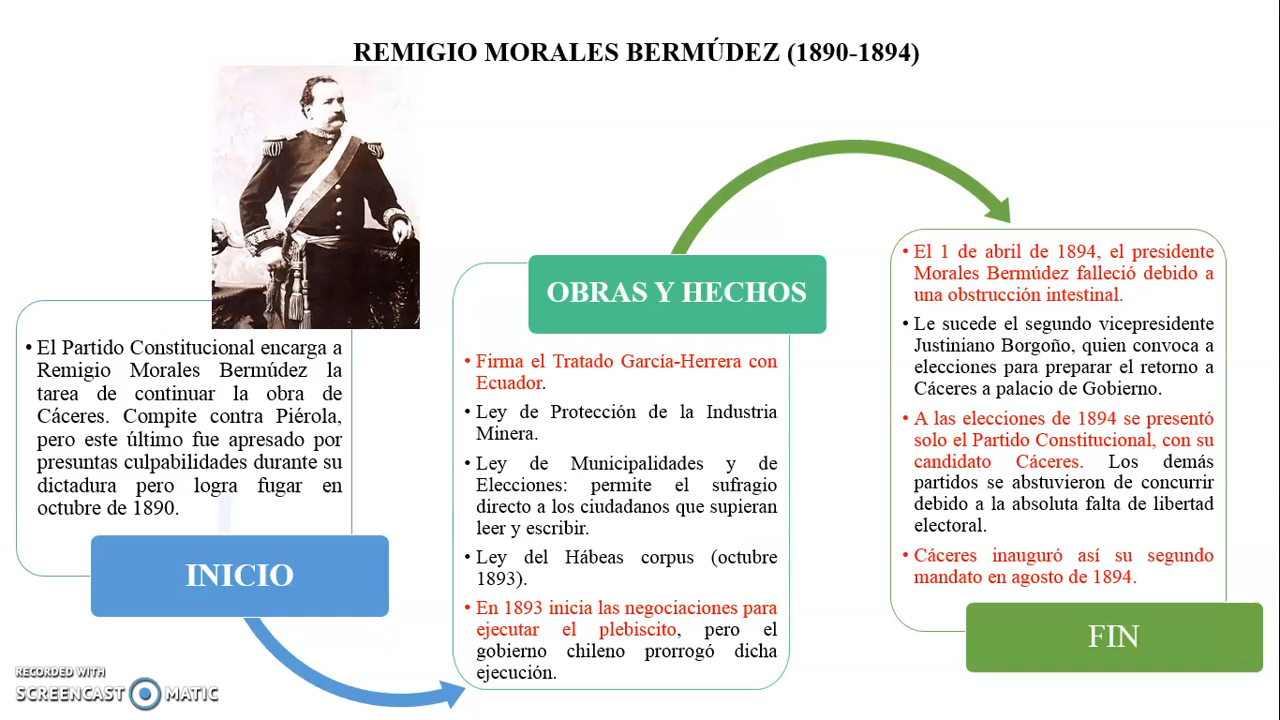 REMIGIO MORALES BERMÚDEZ (1890-1894)
• El Partido Constitucional encarga a
Remigio Morales Bermúdez la
tarea de continuar la obra de
Cáceres. Compite contra Piérola,
pero este último fue apresado por
presuntas culpabilidades durante su
dictadura pero logra fugar en
octubre de 1890.
INICIO
OBRAS Y HECHOS
• Firma el Tratado García-Herrera con
Ecuador.
• Ley de Protección de la Industria
Minera.
• Ley de Municipalidades y de
Elecciones: permite el sufragio
directo a los ciudadanos que supieran
leer y escribir.
• Ley del Hábeas corpus (octubre
1893).
• En 1893 inicia las negociaciones para
ejecutar el plebiscito, pero el
gobierno chileno prorrogó dicha
ejecución.
• El 1 de abril de 1894, el presidente
Morales Bermúdez falleció debido a
una obstrucción intestinal.
• Le sucede el segundo vicepresidente
Justiniano Borgoño, quien convoca a
elecciones para preparar el retorno a
Cáceres a palacio de Gobierno.
• A las elecciones de 1894 se presentó
solo el Partido Constitucional, con su
candidato Cáceres. Los demás
partidos se abstuvieron de concurrir
debido a la absoluta falta de libertad
electoral.
• Cáceres inauguró así su segundo
mandato en agosto de 1894.
FIN
RECORDED WITH
SCREENCAST MATIC